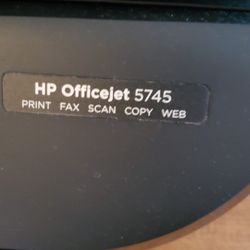 HP Officejet 5745
PRINT FAX SCAN COPY WEB